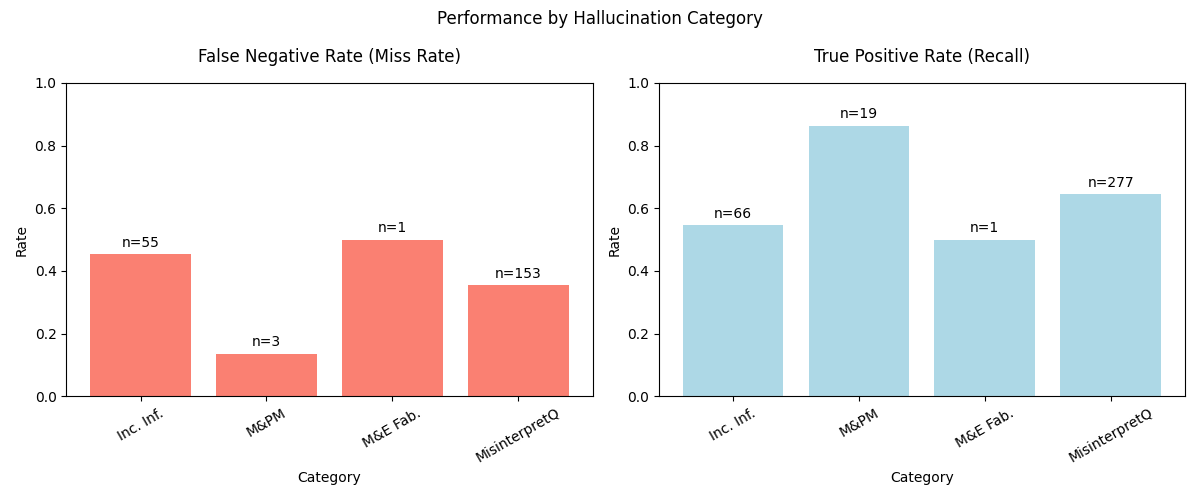 Performance by Hallucination Category
False Negative Rate (Miss Rate)
1.0
0.8
0.6
0.4
0.2
0.0
Rate
n=55
n=3
n=1
n=153
Inc. Inf.
M&PM
M&E Fab.
MisinterpretQ
Category
True Positive Rate (Recall)
1.0
0.8
0.6
0.4
0.2
0.0
Rate
n=66
n=19
n=1
n=277
Inc. Inf.
M&PM
M&E Fab.
MisinterpretQ
Category